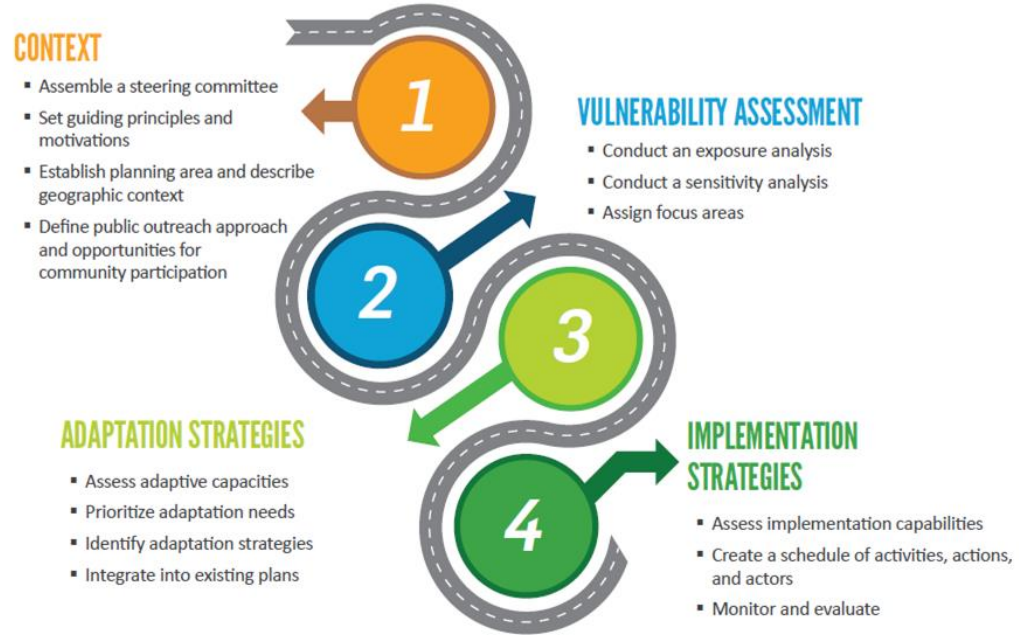 CONTEXT
▪ Assemble a steering committee
▪ Set guiding principles and
motivations
▪ Establish planning area and describe
geographic context
▪ Define public outreach approach
and opportunities for
community participation
1
VULNERABILITY ASSESSMENT
▪ Conduct an exposure analysis
▪ Conduct a sensitivity analysis
▪ Assign focus areas
2
3
ADAPTATION STRATEGIES
▪ Assess adaptive capacities
▪ Prioritize adaptation needs
▪ Identify adaptation strategies
▪ Integrate into existing plans
4
IMPLEMENTATION
STRATEGIES
▪ Assess implementation capabilities
▪ Create a schedule of activities, actions,
and actors
▪ Monitor and evaluate